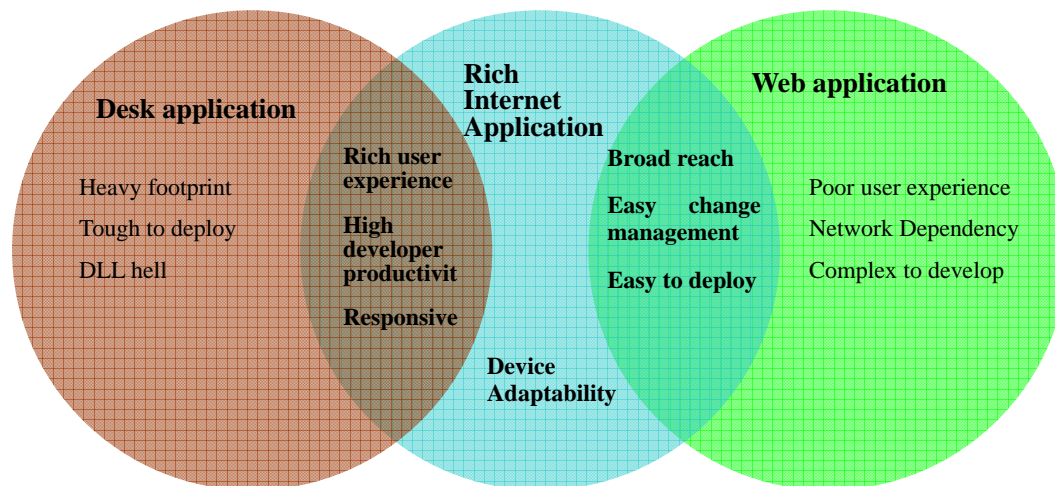 Desk application
Heavy footprint
Tough to deploy
DLL hell
Rich user
experience
High
developer
productivit
Responsive
Rich
Internet
Application
Device
Adaptability
Broad reach
Easy change
management
Easy to deploy
Web application
Poor user experience
Network Dependency
Complex to develop